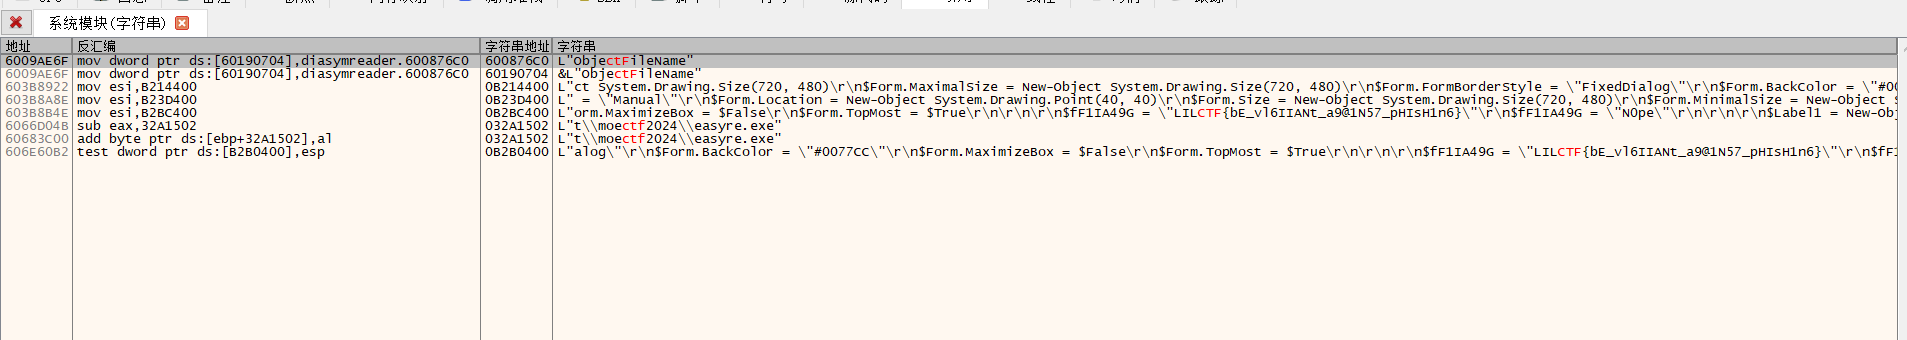 系统模块(字符串)
地址 反汇编 字符串地址 字符串
6009AE6F mov dword ptr ds:[60190704],diasymreader.600876C0 600876C0 L"ObjectFileName"
6009AE6F mov dword ptr ds:[60190704],diasymreader.600876C0 60190704 &L"ObjectFileName"
603B8922 mov esi,B214400 0B214400 L"ct System.Drawing.Size(720, 480)\r\n$Form.MaximalSize = New-Object System.Drawing.Size(720, 480)\r\n$Form.FormBorderStyle = \"FixedDialog\"\r\n$Form.BackColor = \"#00
603B8A8E mov esi,B23D400 0B23D400 L" = \"Manual\"\r\n$Form.Location = New-Object System.Drawing.Point(40, 40)\r\n$Form.Size = New-Object System.Drawing.Size(720, 480)\r\n$Form.MinimalSize = New-Object S
603B8B4E mov esi,B2BC400 0B2BC400 L"orm.MaximizeBox = $False\r\n$Form.TopMost = $True\r\n\r\n\r\n\r\n$fF1IA49G = \"LILCTF{bE_vl6IIANt_a9@1N57_pHIsH1n6}\"\r\n$fF1IA49G = \"N0pe\"\r\n\r\n\r\n\r\n$Label1 = New-Obj
6066D04B sub eax,32A1502 032A1502 L"t\\moectf2024\\easyre.exe"
60683C00 add byte ptr ds:[ebp+32A1502],al 032A1502 L"t\\moectf2024\\easyre.exe"
606E60B2 test dword ptr ds:[B2B0400],esp 0B2B0400 L"alog\"\r\n$Form.BackColor = \"#0077CC\"\r\n$Form.MaximizeBox = $False\r\n$Form.TopMost = $True\r\n\r\n\r\n\r\n$fF1IA49G = \"LILCTF{bE_vl6IIANt_a9@1N57_pHIsH1n6}\"\r\n$fF1